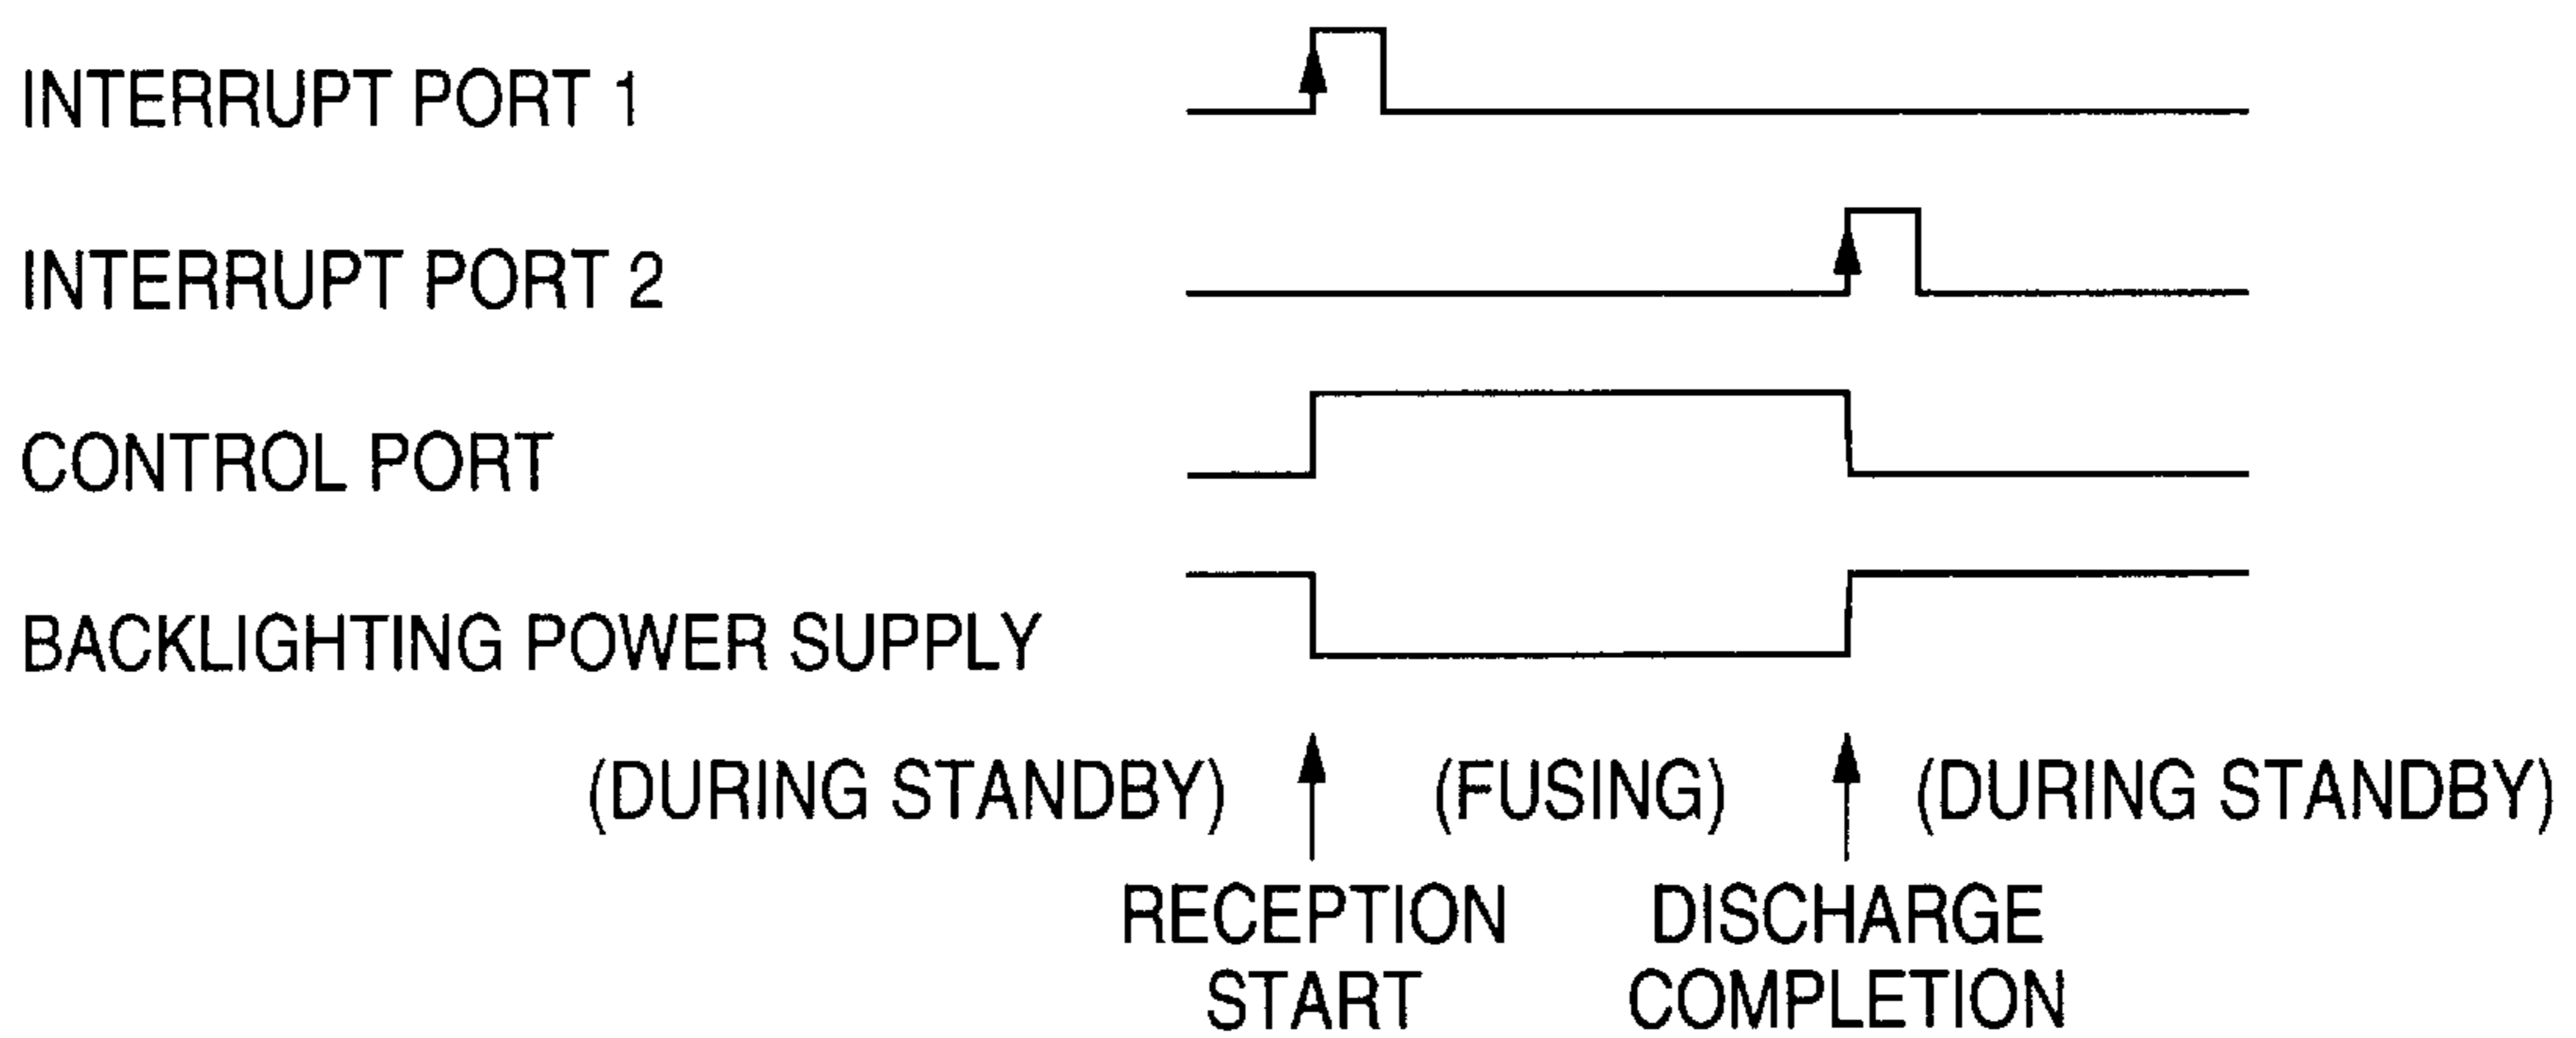 INTERRUPT PORT 1
INTERRUPT PORT 2
CONTROL PORT
BACKLIGHTING POWER SUPPLY
(DURING STANDBY) (FUSING) (DURING STANDBY)
RECEPTION START
DISCHARGE COMPLETION